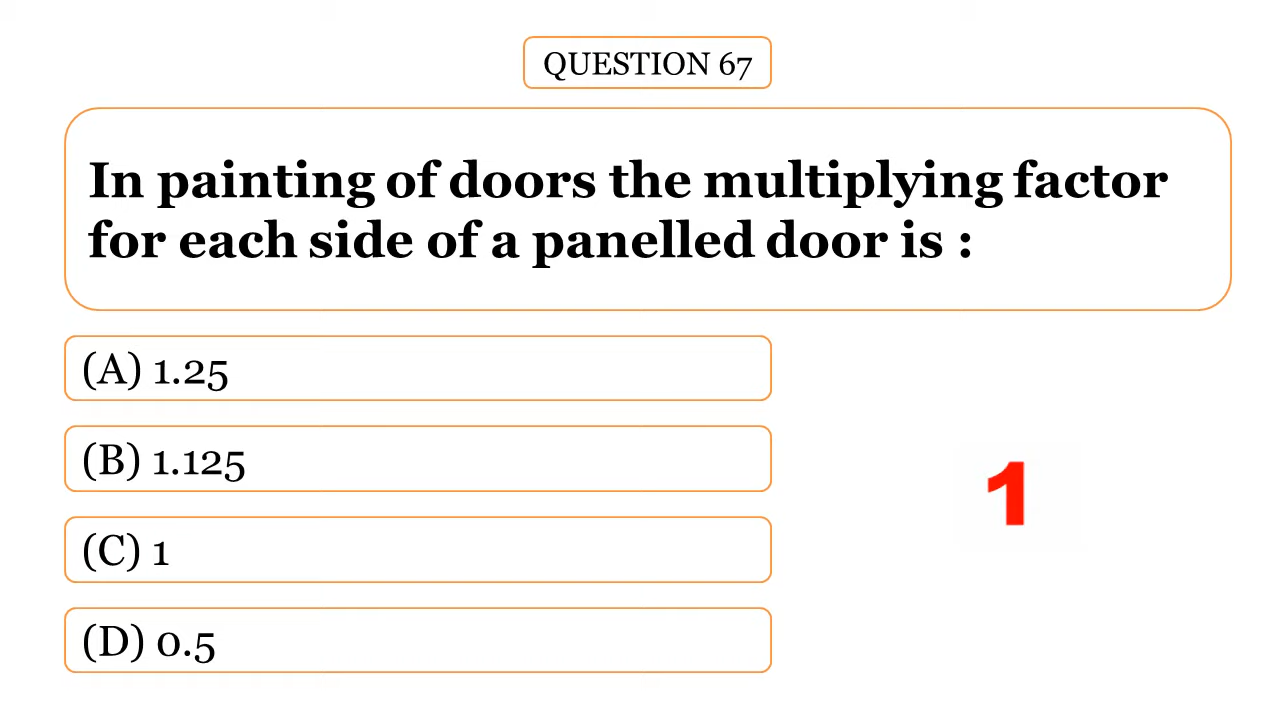 QUESTION 67
In painting of doors the multiplying factor
for each side of a panelled door is :
(A) 1.25
(B) 1.125
1
(C) 1
(D) 0.5